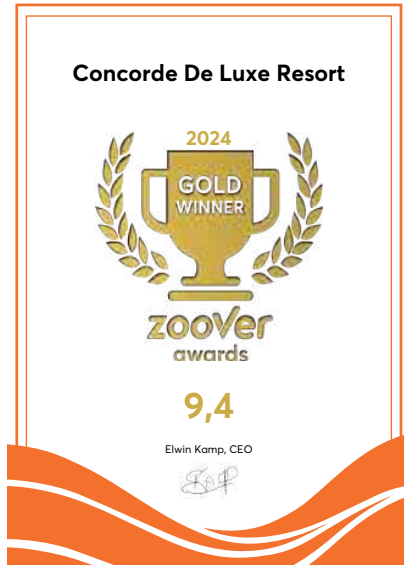 Concorde De Luxe Resort
2024
GOLD
WINNER
zoover
awards
9,4
Elwin Kamp, CEO